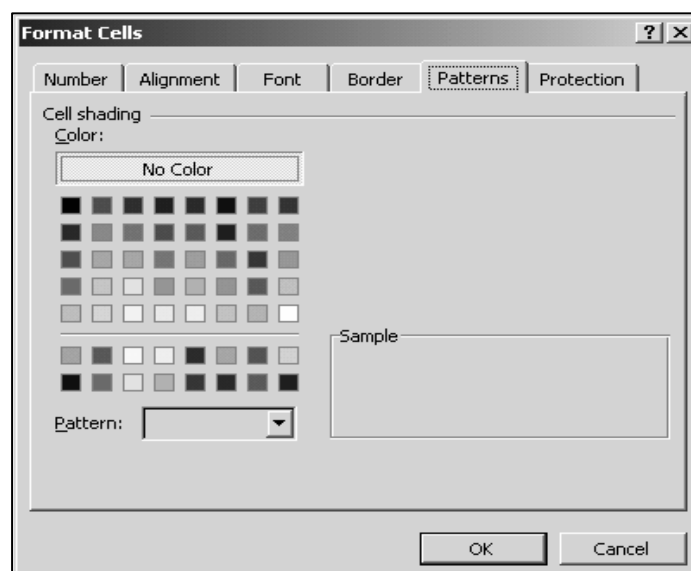 Format Cells
Number Alignment Font Border Patterns Protection
Cell shading
Color:
No Color
Sample
Pattern:
OK Cancel